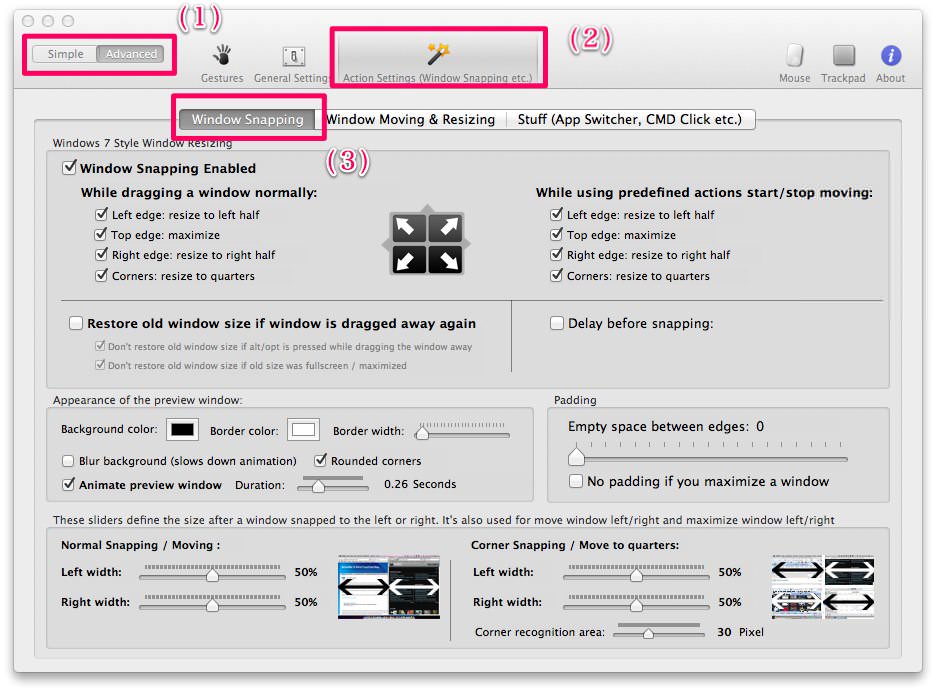 (1)
(2)
Simple Advanced
Gestures General Settings Action Settings (Window Snapping etc.) Mouse Trackpad About
Window Snapping Window Moving & Resizing Stuff (App Switcher, CMD Click etc.)
(3)
Windows 7 Style Window Resizing
Window Snapping Enabled
While dragging a window normally:
Left edge: resize to left half
Top edge: maximize
Right edge: resize to right half
Corners: resize to quarters
While using predefined actions start/stop moving:
Left edge: resize to left half
Top edge: maximize
Right edge: resize to right half
Corners: resize to quarters
Restore old window size if window is dragged away again
Don't restore old window size if alt/opt is pressed while dragging the window away
Don't restore old window size if old size was fullscreen / maximized
Delay before snapping:
Appearance of the preview window:
Background color: Border color: Border width:
Blur background (slows down animation) Rounded corners
Animate preview window Duration: 0.26 Seconds
Padding
Empty space between edges: 0
No padding if you maximize a window
These sliders define the size after a window snapped to the left or right. It's also used for move window left/right and maximize window left/right
Normal Snapping / Moving :
Left width: 50%
Right width: 50%
Corner Snapping / Move to quarters:
Left width: 50%
Right width: 50%
Corner recognition area: 30 Pixel